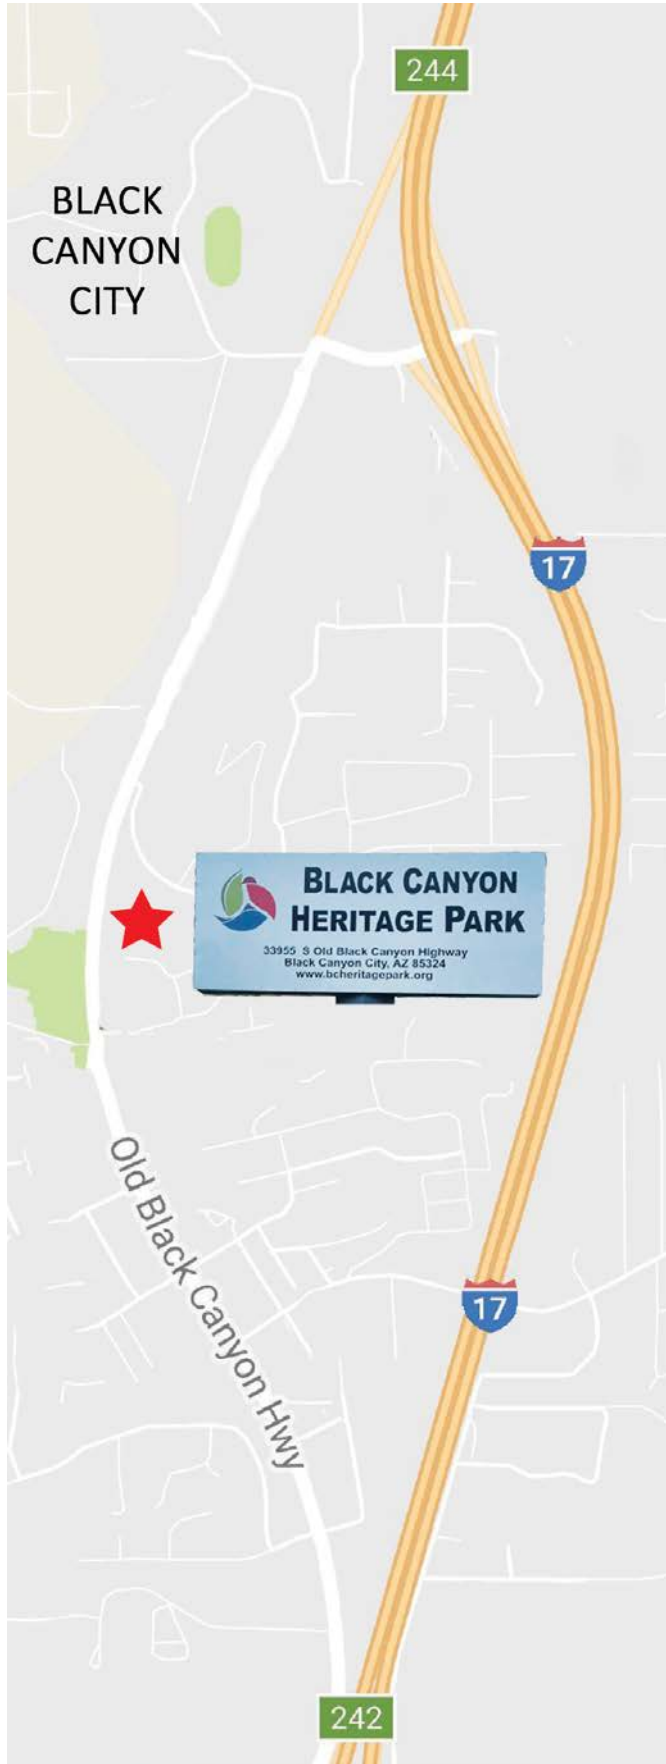 244
BLACK
CANYON
CITY
17
BLACK CANYON
HERITAGE PARK
33955 S Old Black Canyon Highway
Black Canyon City, AZ 85324
www.bcheritagepark.org
Old Black Canyon Hwy
17
242